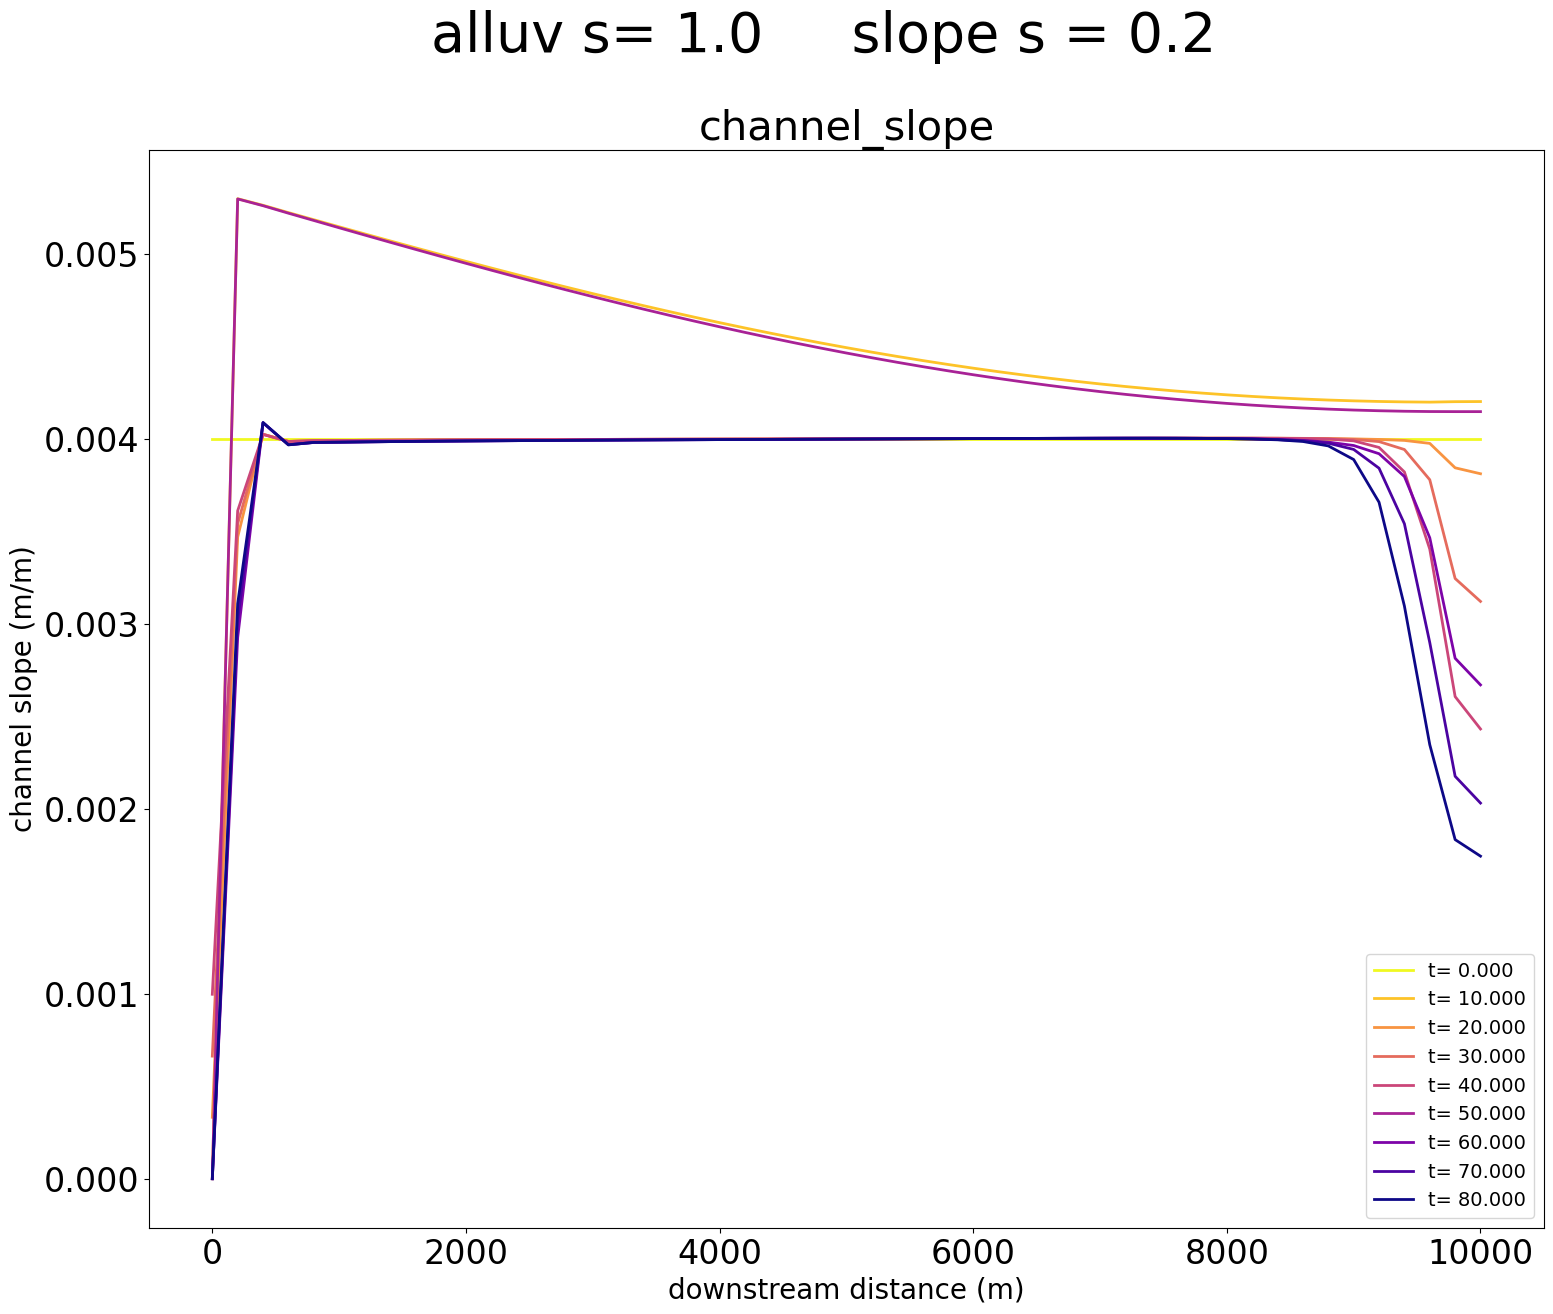 alluv s= 1.0     slope s = 0.2
channel_slope
channel slope (m/m)
0.005
0.004
0.003
0.002
0.001
0.000
t= 0.000
t= 10.000
t= 20.000
t= 30.000
t= 40.000
t= 50.000
t= 60.000
t= 70.000
t= 80.000
0 2000 4000 6000 8000 10000
downstream distance (m)